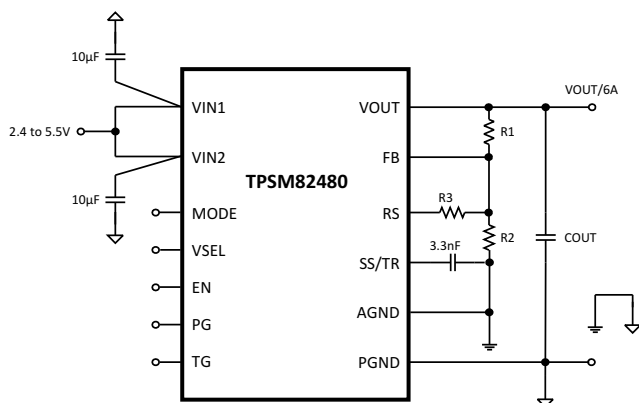 10µF
VIN1
VOUT
VOUT/6A
R1
2.4 to 5.5V
VIN2
FB
TPSM82480
10µF
MODE
RS
R3
R2
VSEL
3.3nF
COUT
SS/TR
EN
AGND
PG
TG
PGND